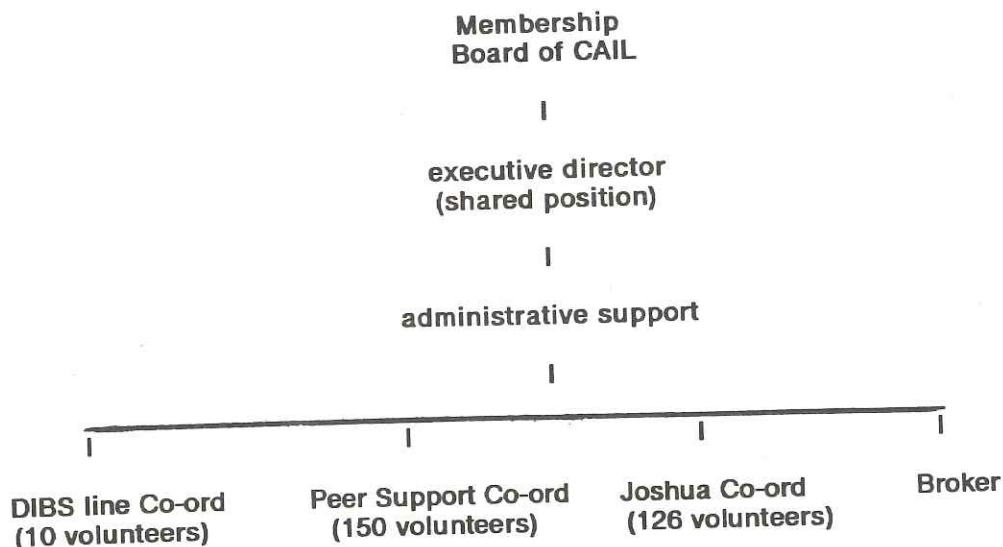 Membership
Board of CAIL
executive director
(shared position)
administrative support
DIBS line Co-ord
(10 volunteers)
Peer Support Co-ord
(150 volunteers)
Joshua Co-ord
(126 volunteers)
Broker